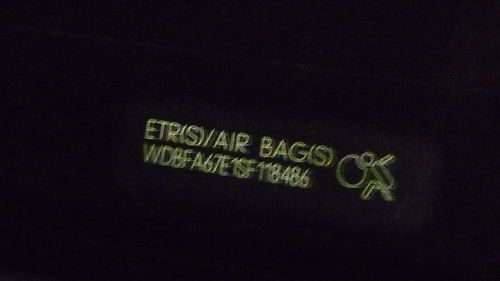 ETR(S)/AIR BAG(S)
WDBFA67E1SF118486